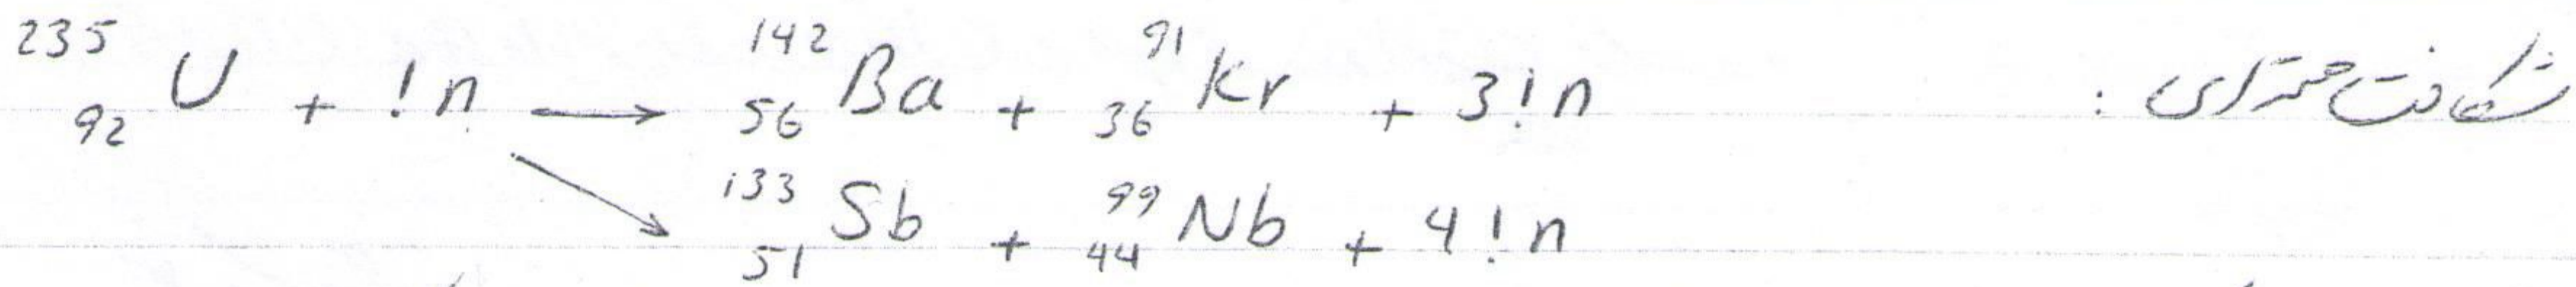 شکافت هسته‌ای : ²³⁵₉₂U + ¹₀n → ¹⁴²₅₆Ba + ⁹¹₃₆Kr + 3¹₀n
→ ¹³³₅₁Sb + ⁹⁹₄₄Nb + 4¹₀n